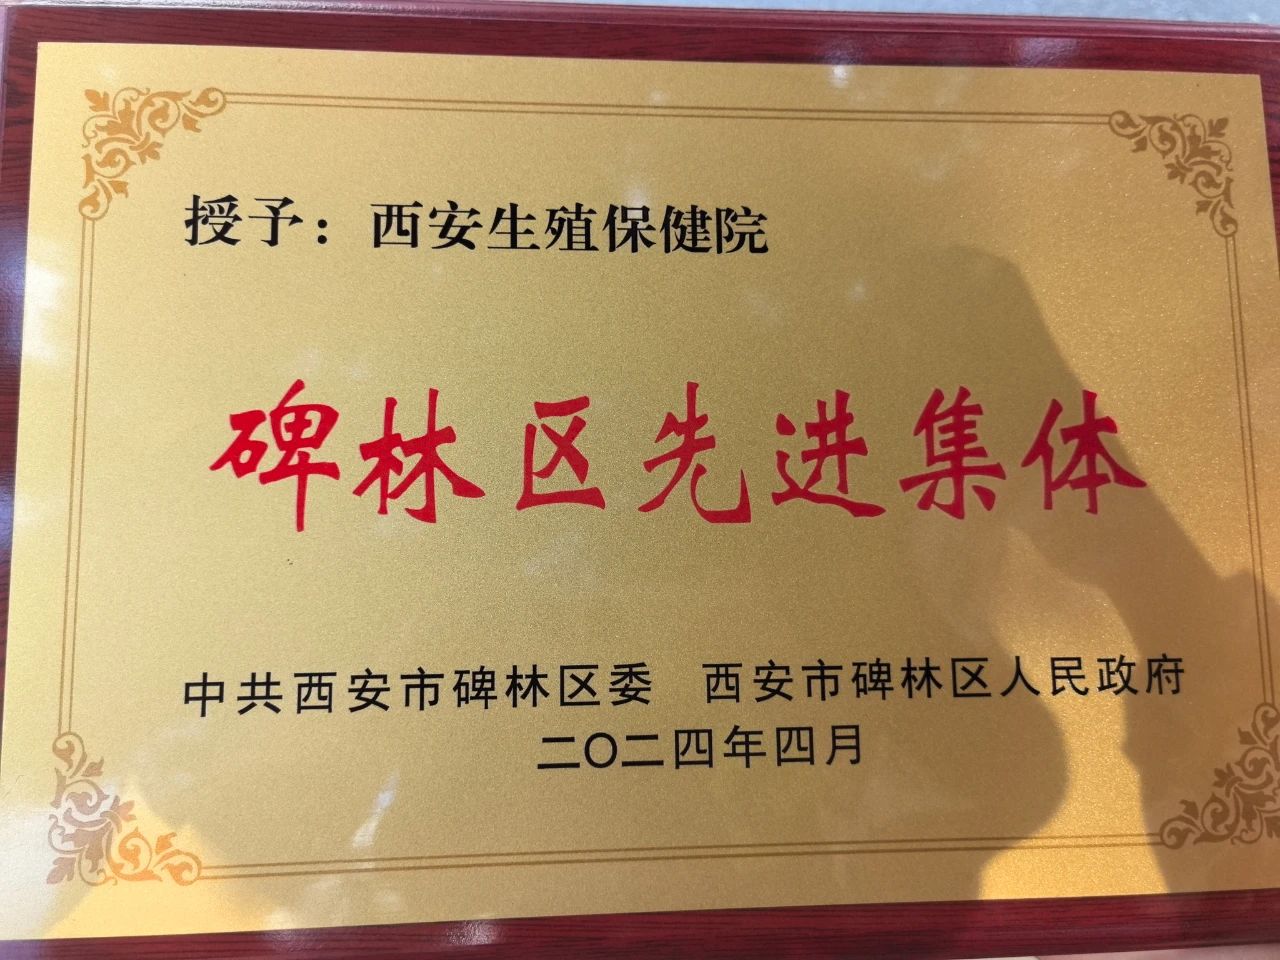 授予：西安生殖保健院
碑林区先进集体
中共西安市碑林区委 西安市碑林区人民政府
二〇二四年四月